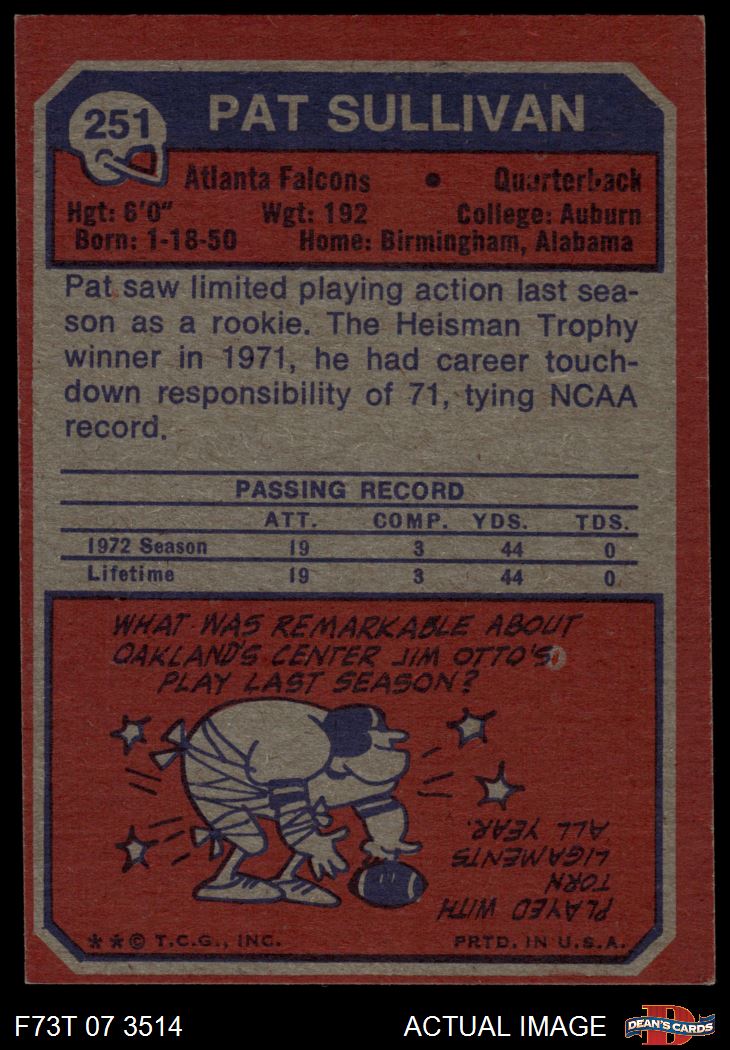 251
PAT SULLIVAN
Atlanta Falcons • Quarterback
Hgt: 6'0" Wgt: 192 College: Auburn
Born: 1-18-50 Home: Birmingham, Alabama
Pat saw limited playing action last sea-
son as a rookie. The Heisman Trophy
winner in 1971, he had career touch-
down responsibility of 71, tying NCAA
record.
PASSING RECORD
ATT. COMP. YDS. TDS.
1972 Season 19 3 44 0
Lifetime 19 3 44 0
WHAT WAS REMARKABLE ABOUT
OAKLAND'S CENTER JIM OTTO'S
PLAY LAST SEASON?
PLAYED WITH
TORN
LIGAMENTS
ALL YEAR.
**© T.C.G., INC. PRTD. IN U.S.A.
F73T 07 3514 ACTUAL IMAGE
D
DEAN'S CARDS